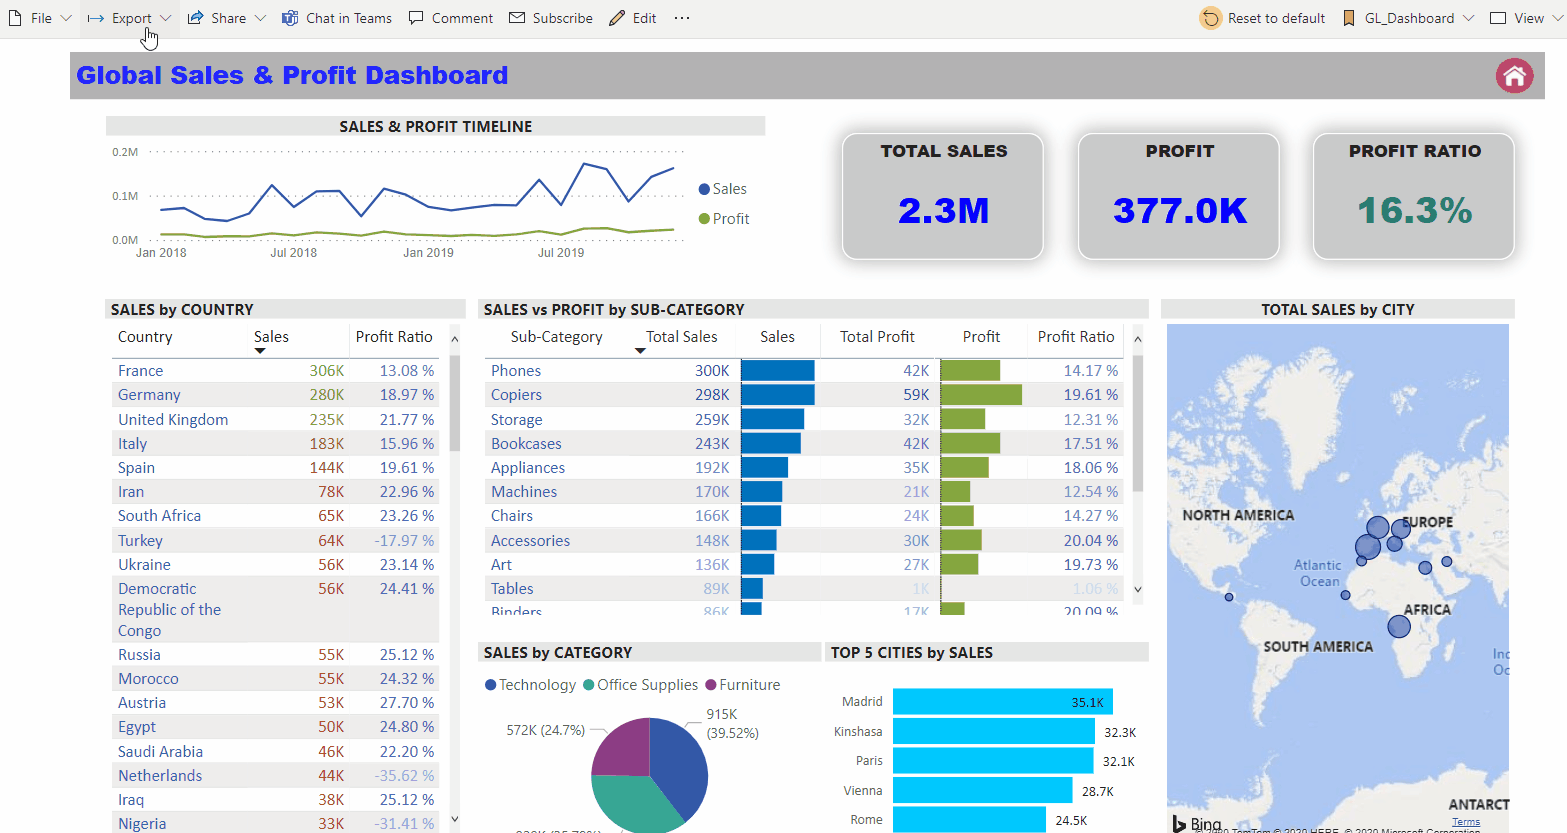 File Export Share Chat in Teams Comment Subscribe Edit ... Reset to default GL_Dashboard View
Global Sales & Profit Dashboard
SALES & PROFIT TIMELINE
0.2M
0.1M
0.0M
Jan 2018 Jul 2018 Jan 2019 Jul 2019
Sales
Profit
TOTAL SALES
2.3M
PROFIT
377.0K
PROFIT RATIO
16.3%
SALES by COUNTRY
Country Sales Profit Ratio
France 306K 13.08 %
Germany 280K 18.97 %
United Kingdom 235K 21.77 %
Italy 183K 15.96 %
Spain 144K 19.61 %
Iran 78K 22.96 %
South Africa 65K 23.26 %
Turkey 64K -17.97 %
Ukraine 56K 23.14 %
Democratic 56K 24.41 %
Republic of the
Congo
Russia 55K 25.12 %
Morocco 55K 24.32 %
Austria 53K 27.70 %
Egypt 50K 24.80 %
Saudi Arabia 46K 22.20 %
Netherlands 44K -35.62 %
Iraq 38K 25.12 %
Nigeria 33K -31.41 %
SALES vs PROFIT by SUB-CATEGORY
Sub-Category Total Sales Sales Total Profit Profit Profit Ratio
Phones 300K 42K 14.17 %
Copiers 298K 59K 19.61 %
Storage 259K 32K 12.31 %
Bookcases 243K 42K 17.51 %
Appliances 192K 35K 18.06 %
Machines 170K 21K 12.54 %
Chairs 166K 24K 14.27 %
Accessories 148K 30K 20.04 %
Art 136K 27K 19.73 %
Tables 89K 1K 1.06 %
Binders 86K 17K 20.09 %
SALES by CATEGORY
Technology Office Supplies Furniture
572K (24.7%)
915K
(39.52%)
TOP 5 CITIES by SALES
Madrid 35.1K
Kinshasa 32.3K
Paris 32.1K
Vienna 28.7K
Rome 24.5K
TOTAL SALES by CITY
NORTH AMERICA
EUROPE
Atlantic
Ocean
AFRICA
SOUTH AMERICA
ANTARCT
Bing
Terms